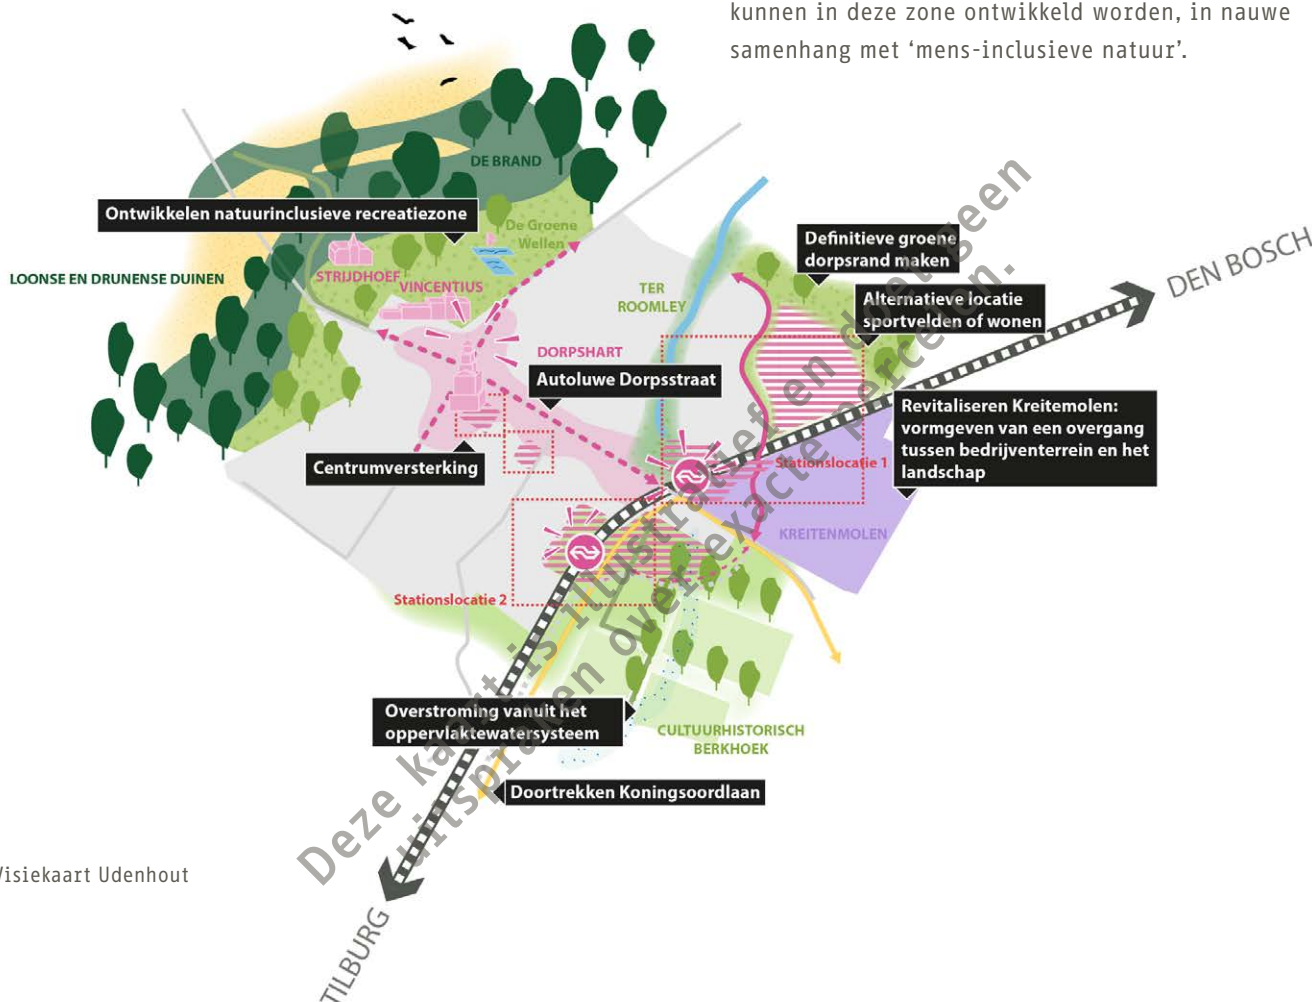 kunnen in deze zone ontwikkeld worden, in nauwe
samenhang met ‘mens-inclusieve natuur’.
DE BRAND
Ontwikkelen natuurinclusieve recreatiezone
De Groene
Wellen
STRIJDHOEF
LOONSE EN DRUNENSE DUINEN
VINCENTIUS
TER
ROOMLEY
Definitieve groene
dorpsrand maken
DEN BOSCH
Alternatieve locatie
sportvelden of wonen
DORPSHART
Autoluwe Dorpsstraat
Revitaliseren Kreitemolen:
vormgeven van een overgang
tussen bedrijventerrein en het
landschap
Centrumversterking
Stationslocatie 1
KREITENMOLEN
Stationslocatie 2
Overstroming vanuit het
oppervlaktewatersysteem
CULTUURHISTORISCH
BERKHOEK
Doortrekken Koningsoordlaan
Deze kaart is illustratief en doet geen
uitspraken over exacte percelen.
Visiekaart Udenhout
TILBURG